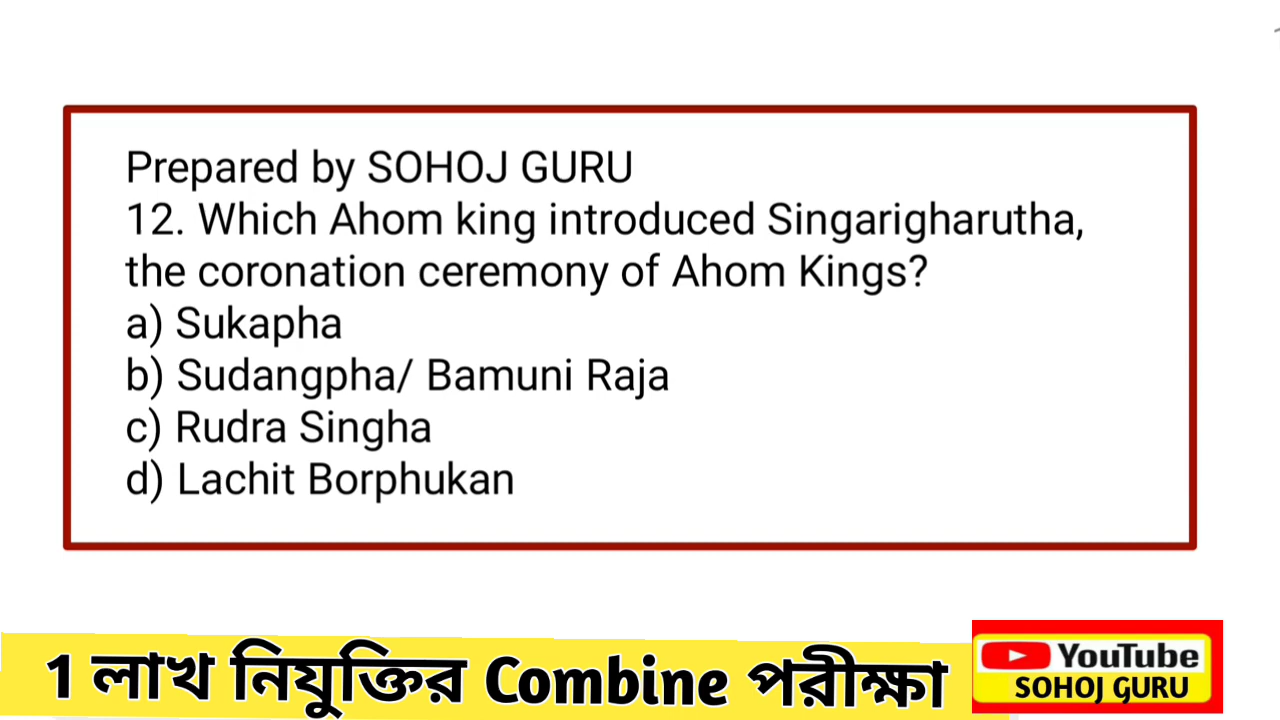 Prepared by SOHOJ GURU
12. Which Ahom king introduced Singarigharutha,
the coronation ceremony of Ahom Kings?
a) Sukapha
b) Sudangpha/ Bamuni Raja
c) Rudra Singha
d) Lachit Borphukan
1 লাখ নিযুক্তিৰ Combine পৰীক্ষা
YouTube
SOHOJ GURU